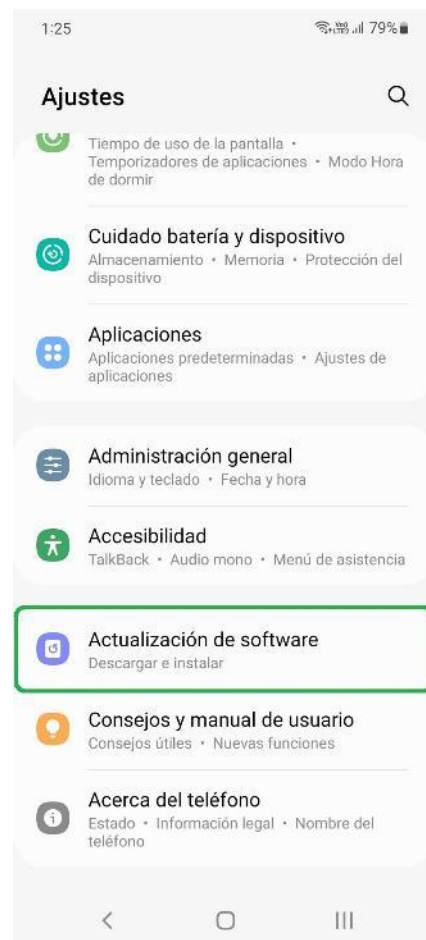 1:25
79%
Ajustes
Tiempo de uso de la pantalla •
Temporizadores de aplicaciones • Modo Hora
de dormir
Cuidado batería y dispositivo
Almacenamiento • Memoria • Protección del
dispositivo
Aplicaciones
Aplicaciones predeterminadas • Ajustes de
aplicaciones
Administración general
Idioma y teclado • Fecha y hora
Accesibilidad
TalkBack • Audio mono • Menú de asistencia
Actualización de software
Descargar e instalar
Consejos y manual de usuario
Consejos útiles • Nuevas funciones
Acerca del teléfono
Estado • Información legal • Nombre del
teléfono